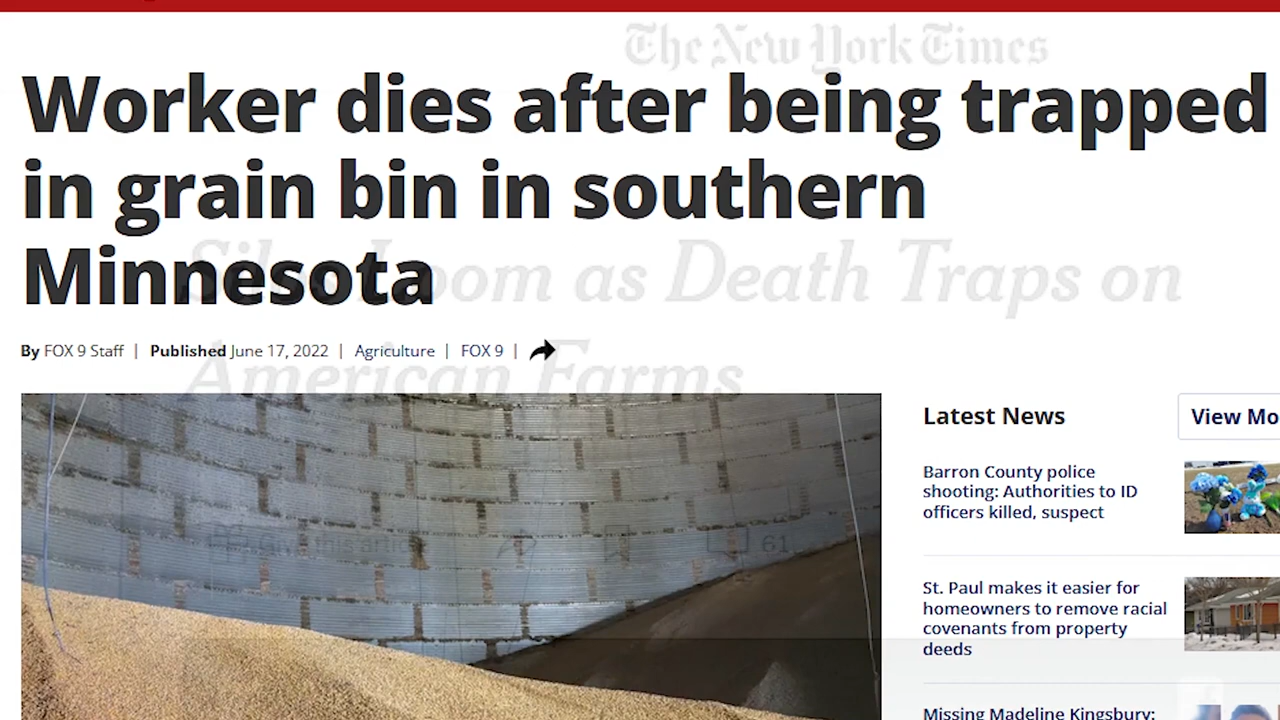 The New York Times
Worker dies after being trapped
in grain bin in southern
Minnesota
Silos Loom as Death Traps on
American Farms
By FOX 9 Staff | Published June 17, 2022 | Agriculture | FOX 9 |
this article
61
Latest News
View Mo
Barron County police
shooting: Authorities to ID
officers killed, suspect
St. Paul makes it easier for
homeowners to remove racial
covenants from property
deeds
Missing Madeline Kingsbury: